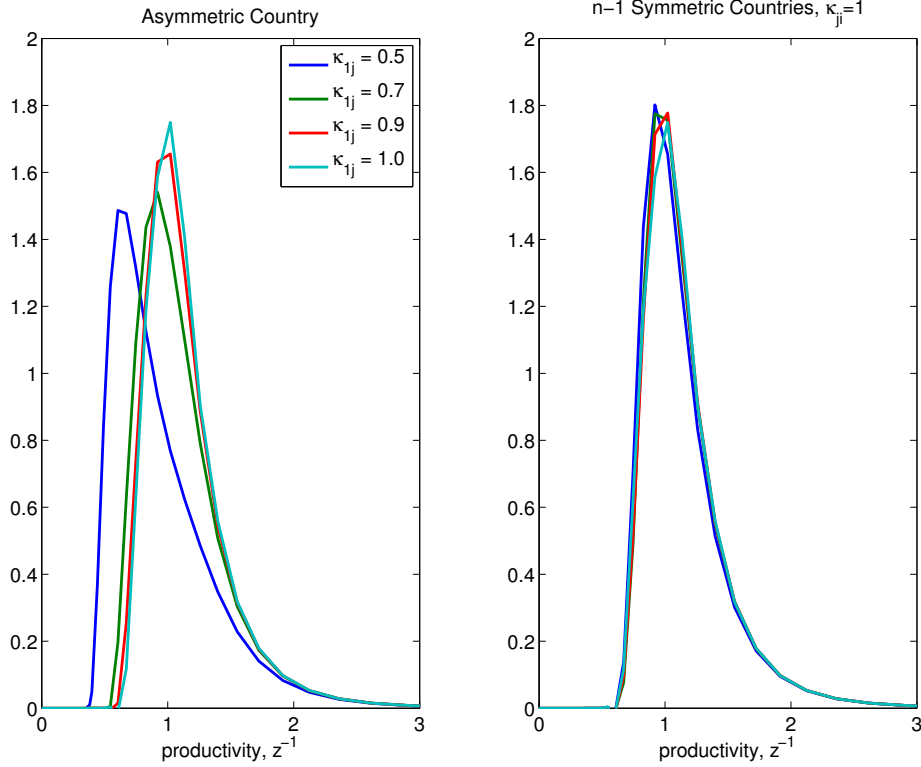 Asymmetric Country
n−1 Symmetric Countries, κji=1
κ1j = 0.5
κ1j = 0.7
κ1j = 0.9
κ1j = 1.0
2
1.8
1.6
1.4
1.2
1
0.8
0.6
0.4
0.2
0
0 1 2 3
productivity, z−1
2
1.8
1.6
1.4
1.2
1
0.8
0.6
0.4
0.2
0
0 1 2 3
productivity, z−1